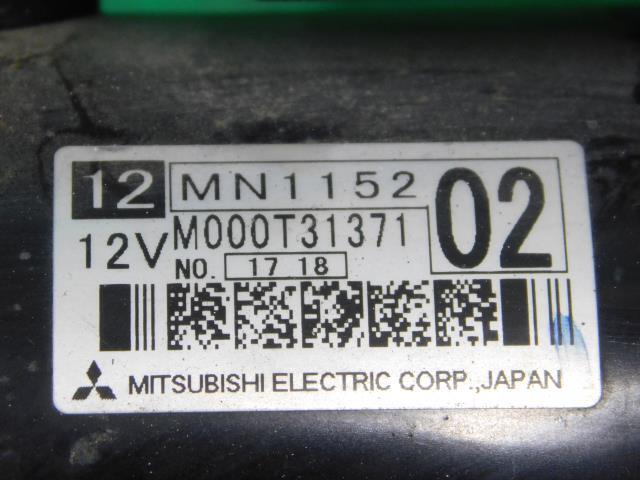 12 MN1152 02
12V M000T31371
NO. 17 18
MITSUBISHI ELECTRIC CORP.,JAPAN